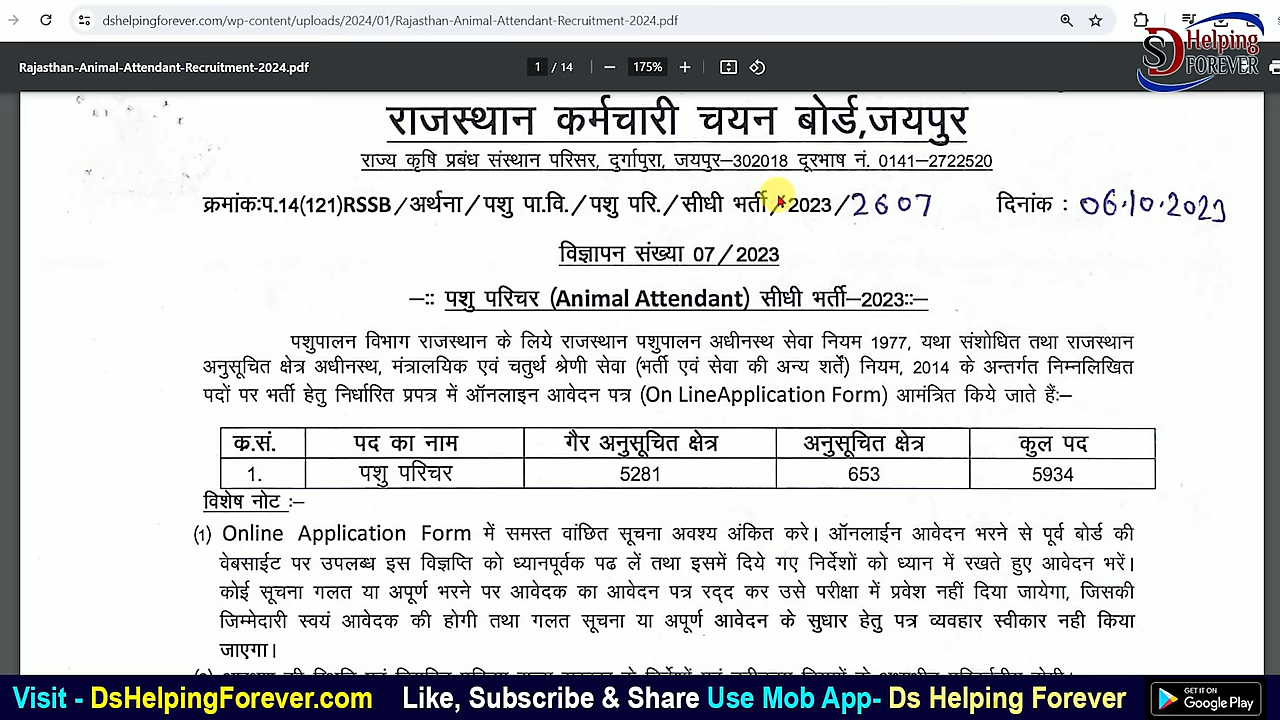 dshelpingforever.com/wp-content/uploads/2024/01/Rajasthan-Animal-Attendant-Recruitment-2024.pdf
SD Helping FOREVER
Rajasthan-Animal-Attendant-Recruitment-2024.pdf 1 / 14 175%
राजस्थान कर्मचारी चयन बोर्ड,जयपुर
राज्य कृषि प्रबंध संस्थान परिसर, दुर्गापुरा, जयपुर–302018 दूरभाष नं. 0141–2722520
क्रमांकःप.14(121)RSSB/अर्थना/पशु पा.वि./पशु परि./सीधी भर्ती/2023/2607 दिनांक : 06.10.2023
विज्ञापन संख्या 07/2023
–:: पशु परिचर (Animal Attendant) सीधी भर्ती–2023::–
पशुपालन विभाग राजस्थान के लिये राजस्थान पशुपालन अधीनस्थ सेवा नियम 1977, यथा संशोधित तथा राजस्थान
अनुसूचित क्षेत्र अधीनस्थ, मंत्रालयिक एवं चतुर्थ श्रेणी सेवा (भर्ती एवं सेवा की अन्य शर्तें) नियम, 2014 के अन्तर्गत निम्नलिखित
पदों पर भर्ती हेतु निर्धारित प्रपत्र में ऑनलाइन आवेदन पत्र (On LineApplication Form) आमंत्रित किये जाते हैः–
क्र.सं. पद का नाम गैर अनुसूचित क्षेत्र अनुसूचित क्षेत्र कुल पद
1. पशु परिचर 5281 653 5934
विशेष नोट :–
(1) Online Application Form में समस्त वांछित सूचना अवश्य अंकित करे। ऑनलाईन आवेदन भरने से पूर्व बोर्ड की
वेबसाईट पर उपलब्ध इस विज्ञप्ति को ध्यानपूर्वक पढ लें तथा इसमें दिये गए निर्देशों को ध्यान में रखते हुए आवेदन भरें।
कोई सूचना गलत या अपूर्ण भरने पर आवेदक का आवेदन पत्र रद्द कर उसे परीक्षा में प्रवेश नहीं दिया जायेगा, जिसकी
जिम्मेदारी स्वयं आवेदक की होगी तथा गलत सूचना या अपूर्ण आवेदन के सुधार हेतु पत्र व्यवहार स्वीकार नही किया
जाएगा।
Visit - DsHelpingForever.com Like, Subscribe & Share Use Mob App- Ds Helping Forever GET IT ON Google Play